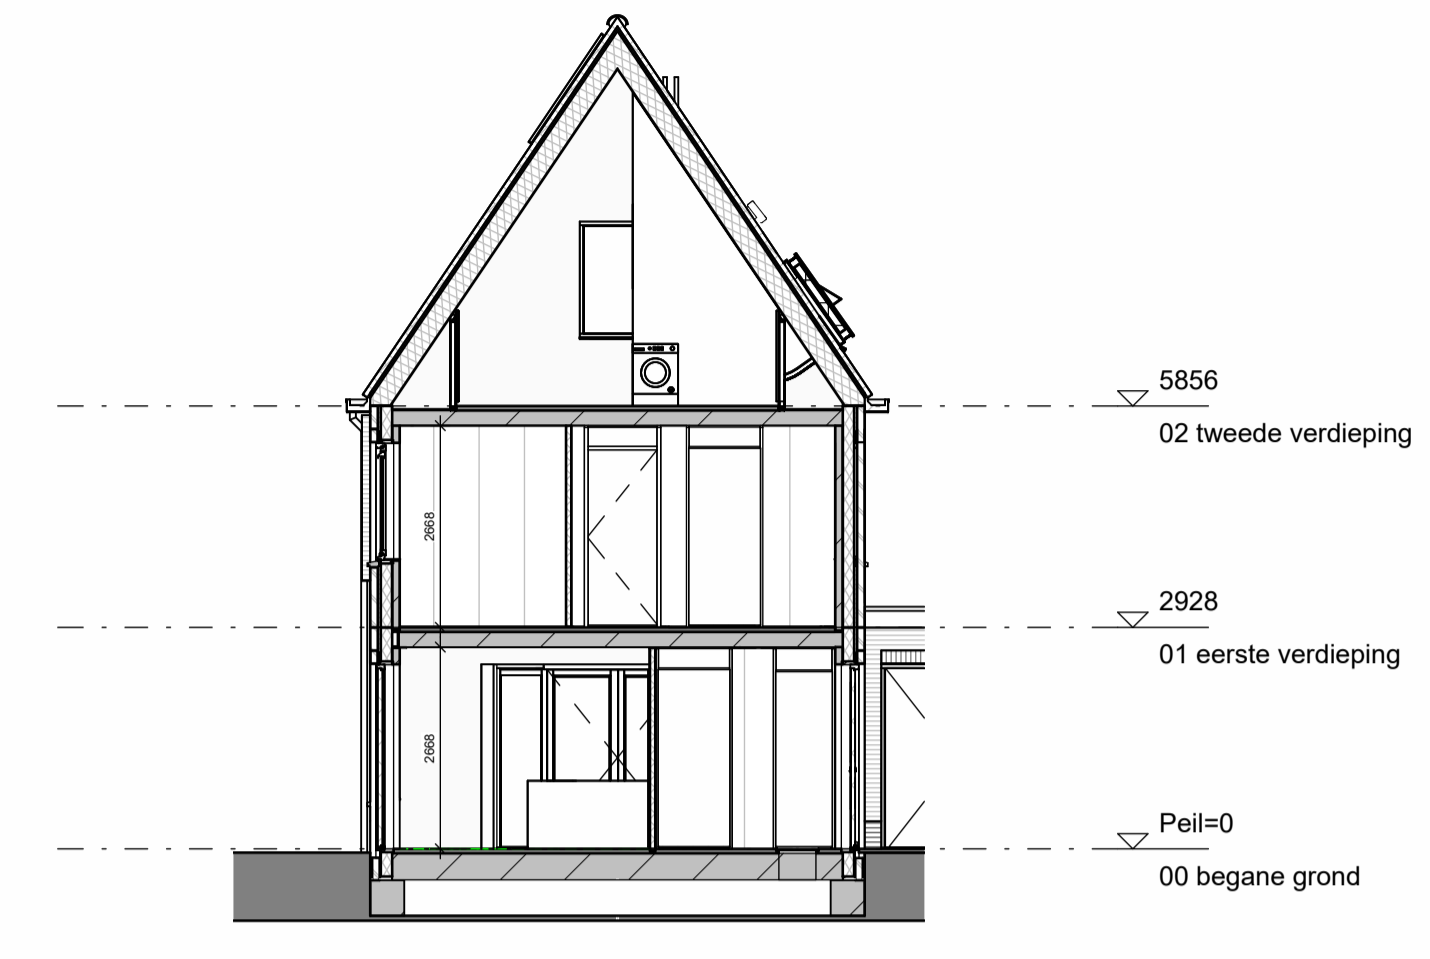 5856
02 tweede verdieping
2668
2928
01 eerste verdieping
2668
Peil=0
00 begane grond